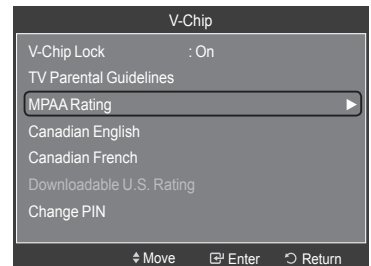 V-Chip
V-Chip Lock : On
TV Parental Guidelines
MPAA Rating
Canadian English
Canadian French
Downloadable U.S. Rating
Change PIN
Move Enter Return